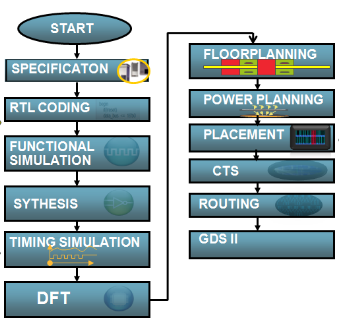 START
SPECIFICATON
RTL CODING
FUNCTIONAL
SIMULATION
SYTHESIS
TIMING SIMULATION
DFT
FLOORPLANNING
POWER PLANNING
PLACEMENT
CTS
ROUTING
GDS II